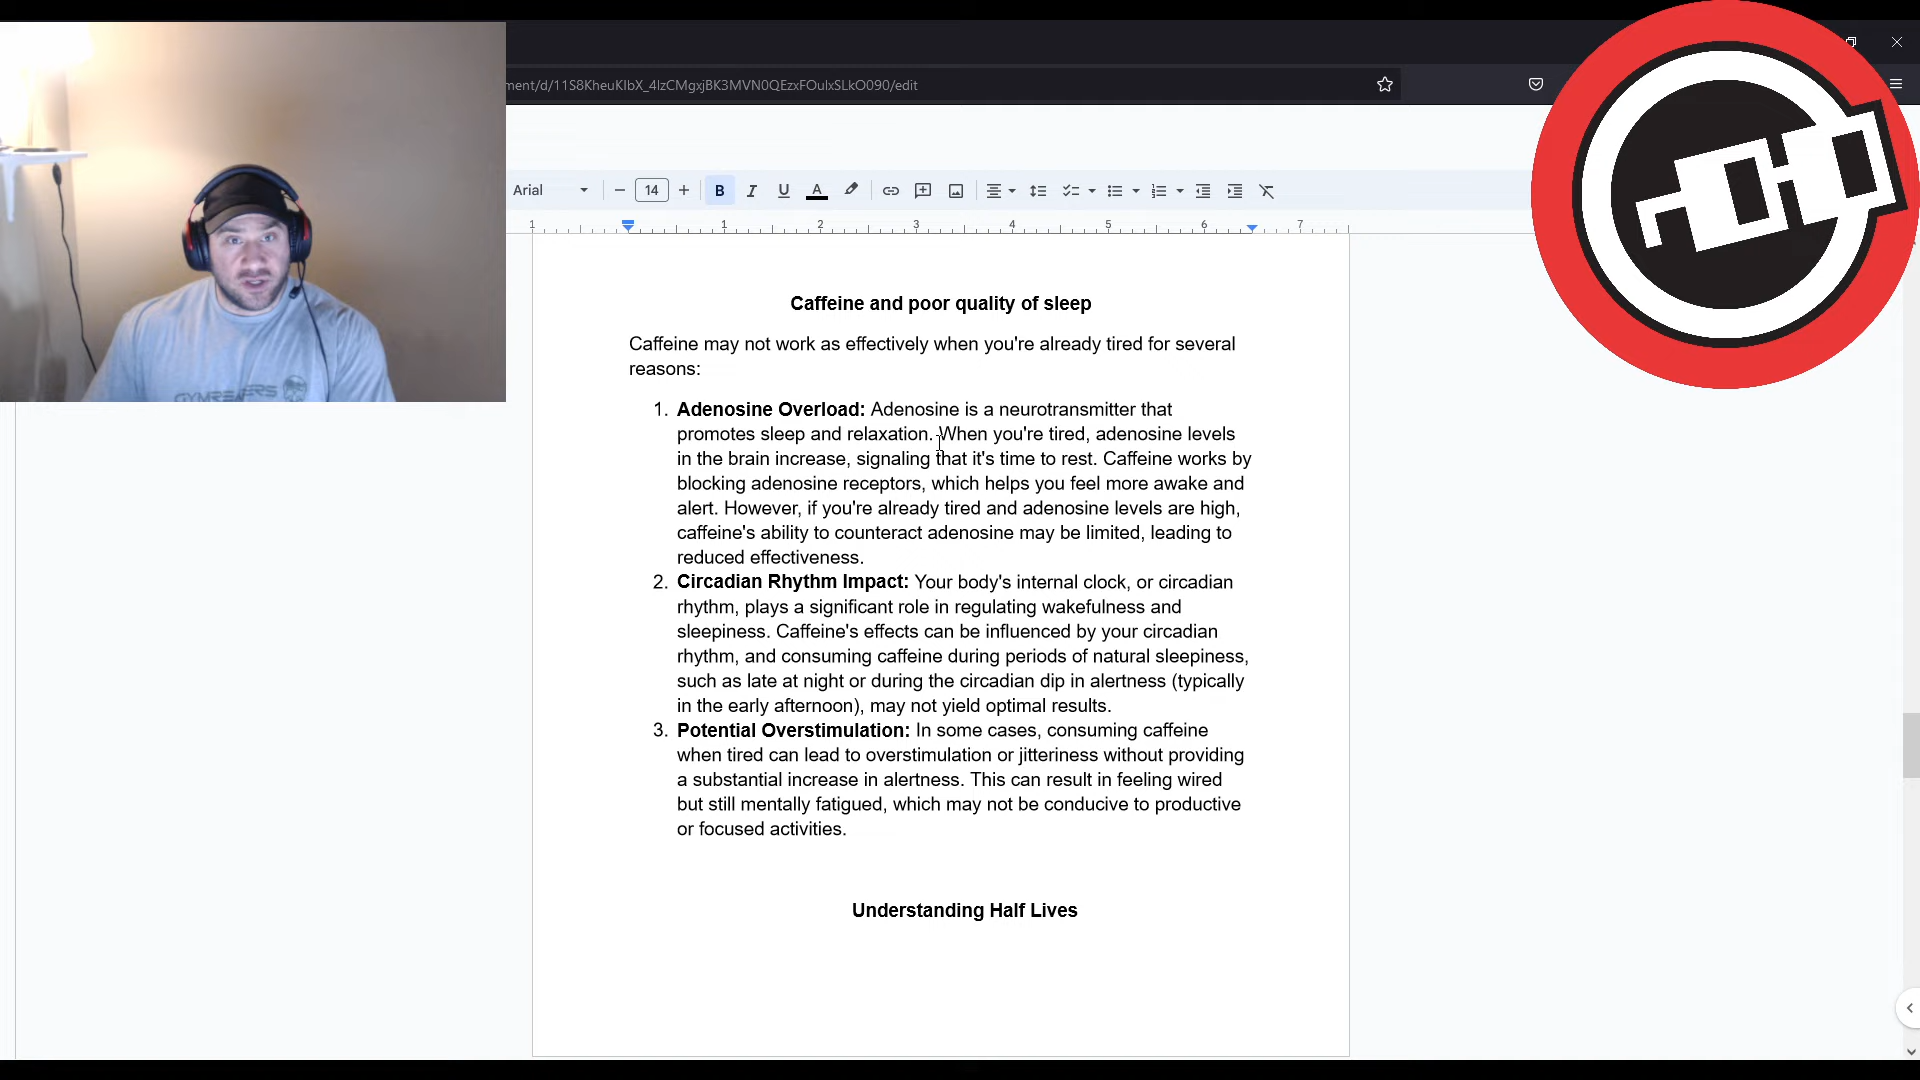 ment/d/11S8KheuKIbX_4lzCMgxjBK3MVN0QEzxFOulxSLkO090/edit
Arial
14
B I U A
1 1 2 3 4 5 6 7
GYMREAPERS
Caffeine and poor quality of sleep
Caffeine may not work as effectively when you're already tired for several
reasons:
1. Adenosine Overload: Adenosine is a neurotransmitter that
promotes sleep and relaxation. When you're tired, adenosine levels
in the brain increase, signaling that it's time to rest. Caffeine works by
blocking adenosine receptors, which helps you feel more awake and
alert. However, if you're already tired and adenosine levels are high,
caffeine's ability to counteract adenosine may be limited, leading to
reduced effectiveness.
2. Circadian Rhythm Impact: Your body's internal clock, or circadian
rhythm, plays a significant role in regulating wakefulness and
sleepiness. Caffeine's effects can be influenced by your circadian
rhythm, and consuming caffeine during periods of natural sleepiness,
such as late at night or during the circadian dip in alertness (typically
in the early afternoon), may not yield optimal results.
3. Potential Overstimulation: In some cases, consuming caffeine
when tired can lead to overstimulation or jitteriness without providing
a substantial increase in alertness. This can result in feeling wired
but still mentally fatigued, which may not be conducive to productive
or focused activities.
Understanding Half Lives